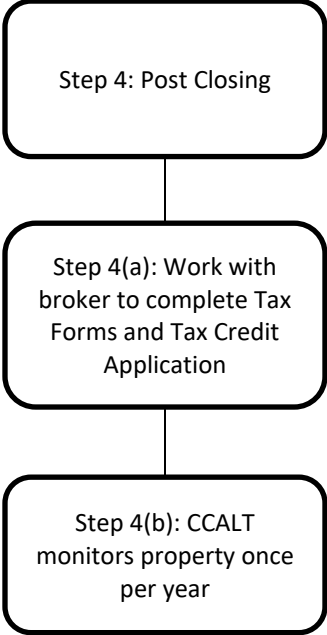 Step 4: Post Closing
Step 4(a): Work with
broker to complete Tax
Forms and Tax Credit
Application
Step 4(b): CCALT
monitors property once
per year